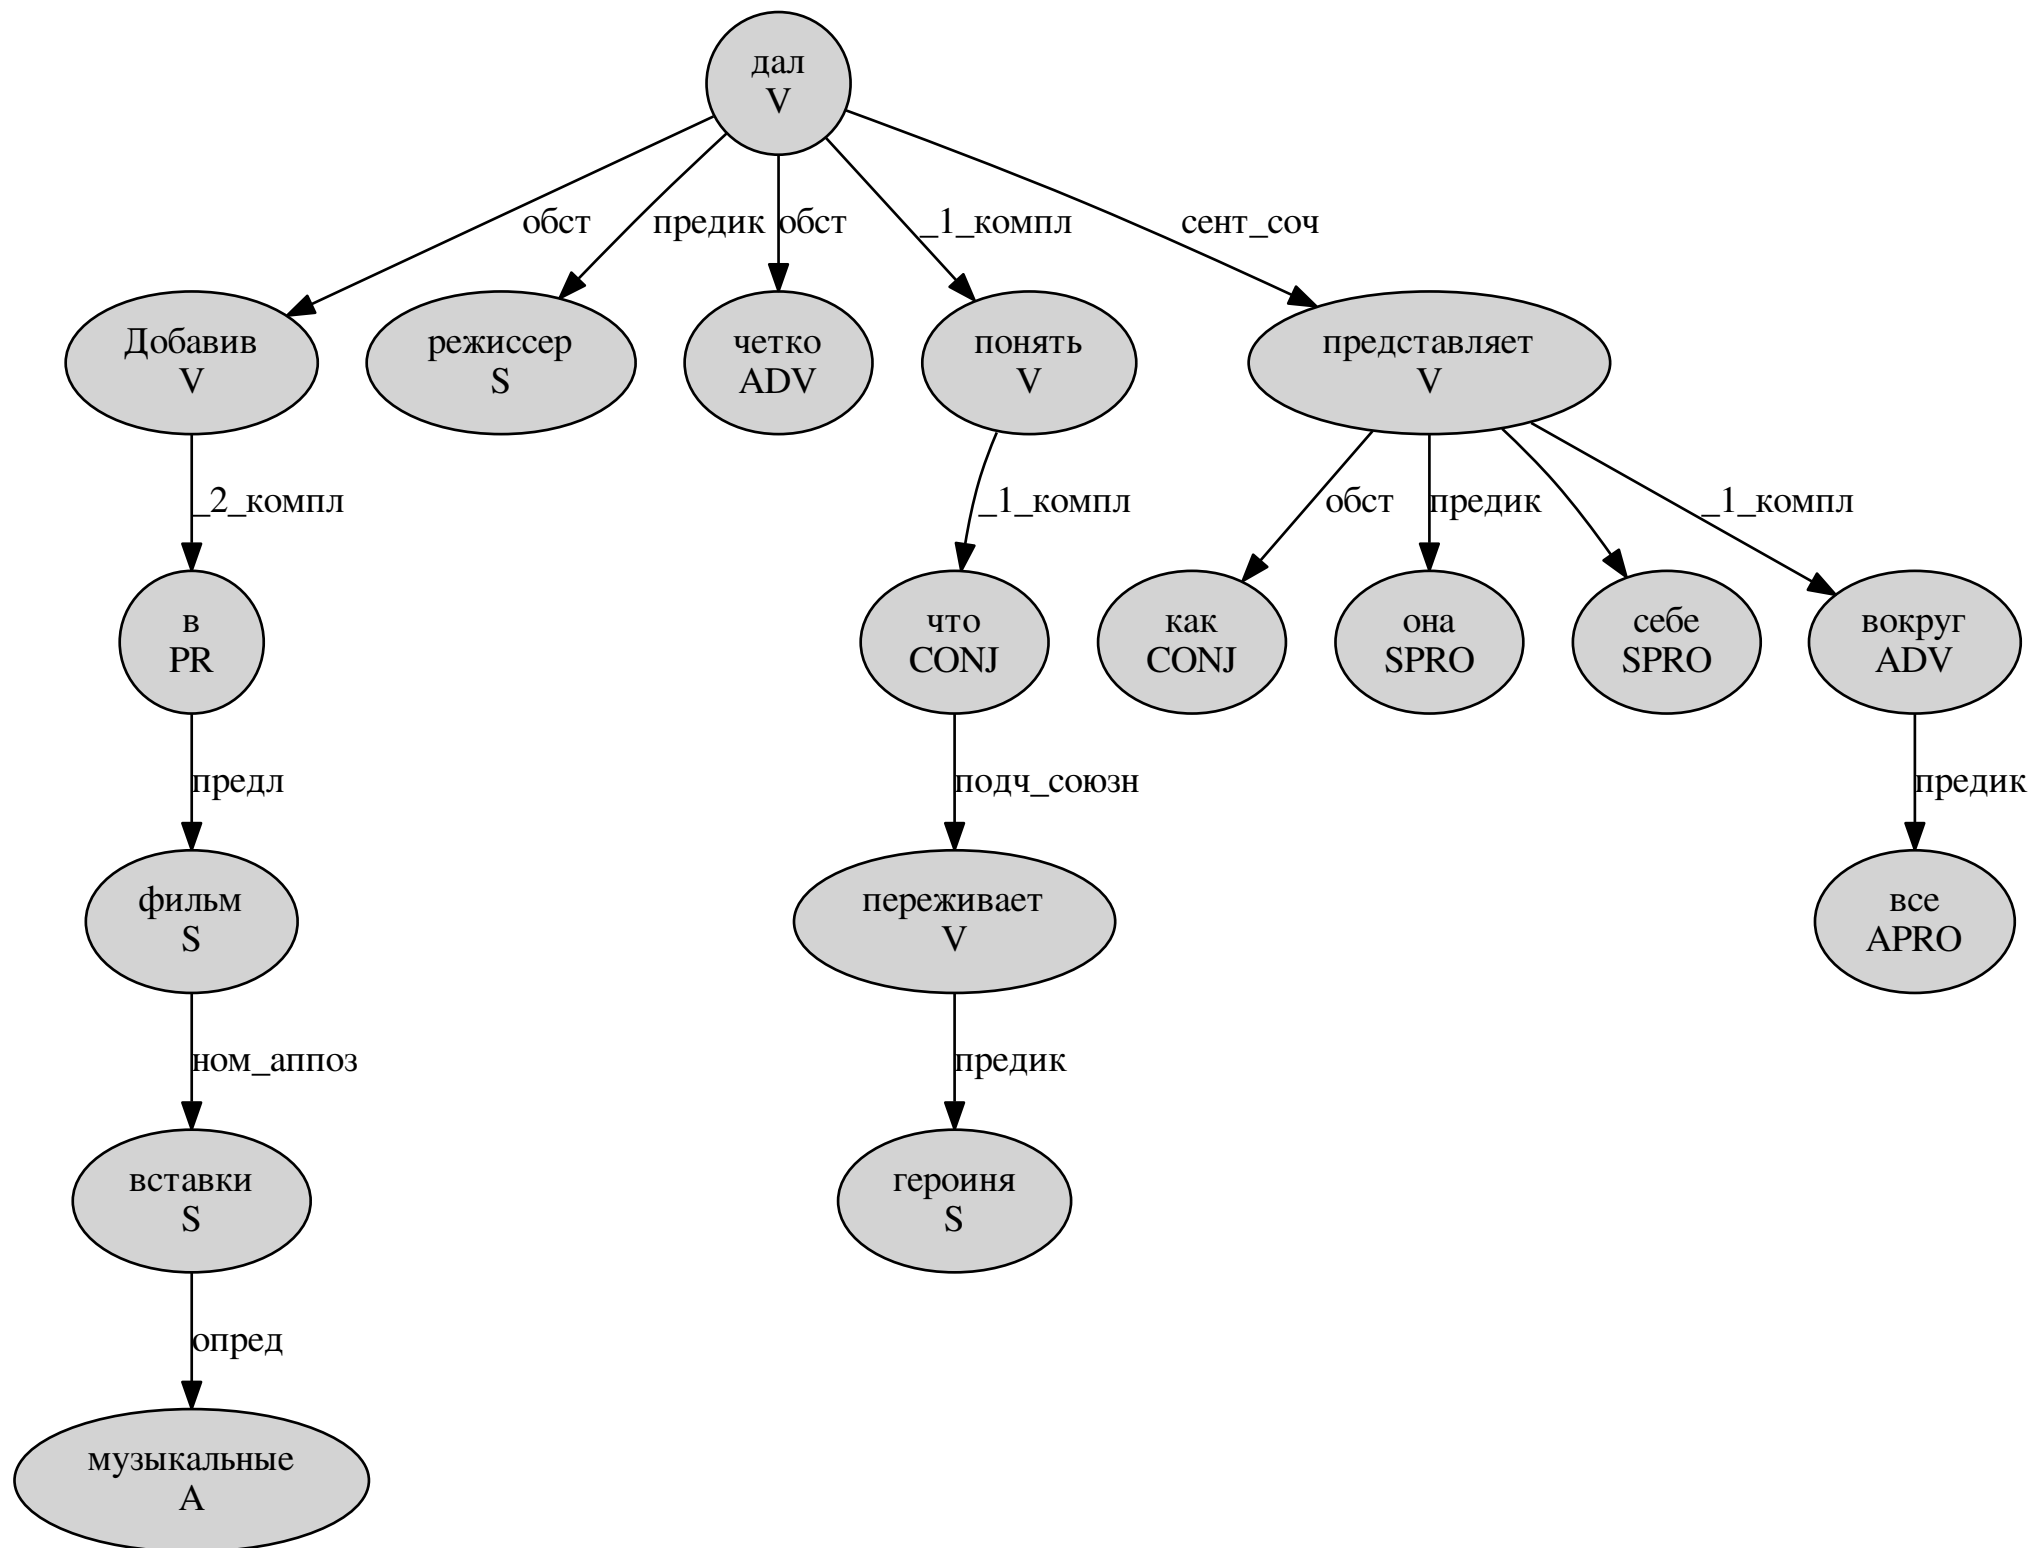 дал
V
обст
предик
обст
_1_компл
сент_соч
Добавив
V
режиссер
S
четко
ADV
понять
V
представляет
V
_2_компл
_1_компл
обст
предик
_1_компл
в
PR
что
CONJ
как
CONJ
она
SPRO
себе
SPRO
вокруг
ADV
предл
подч_союзн
предик
фильм
S
переживает
V
все
APRO
ном_аппоз
предик
вставки
S
героиня
S
опред
музыкальные
A